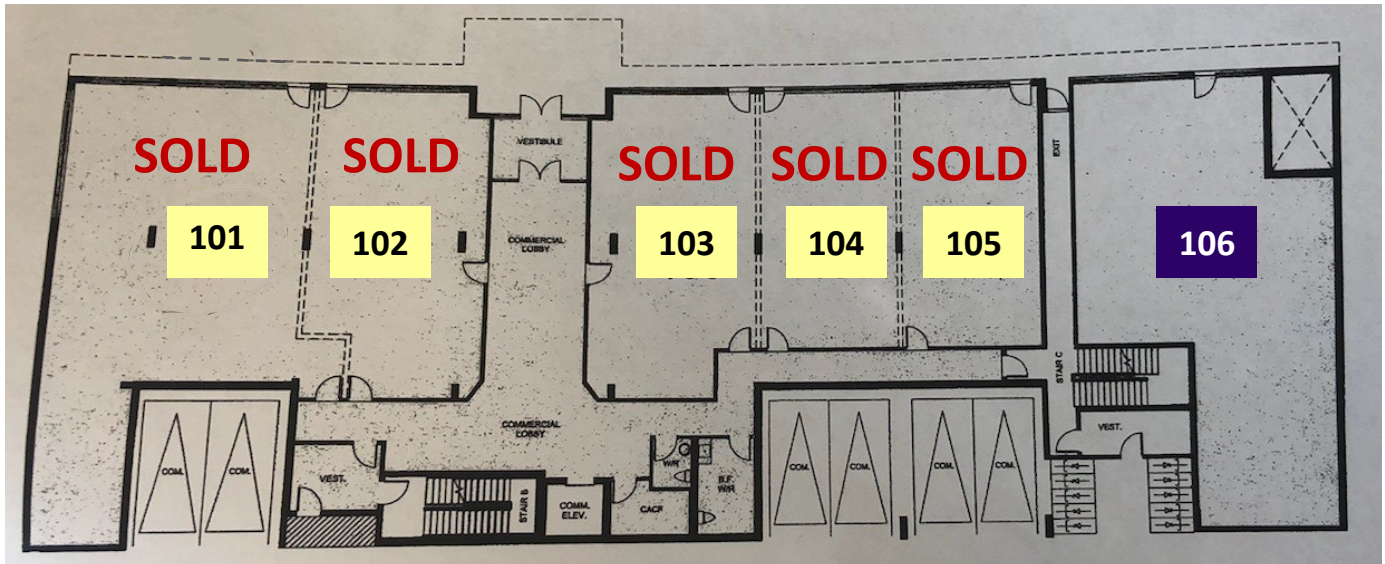 SOLD
SOLD
SOLD
SOLD
SOLD
101
102
103
104
105
106
VESTIBULE
EXIT
COMMERCIAL
LOBBY
STAIR C
COMMERCIAL
LOBBY
VEST.
COM.
COM.
VEST.
STAIR B
COMM.
ELEV.
CACF
W/R
B.F.
W/R
COM.
COM.
COM.
COM.